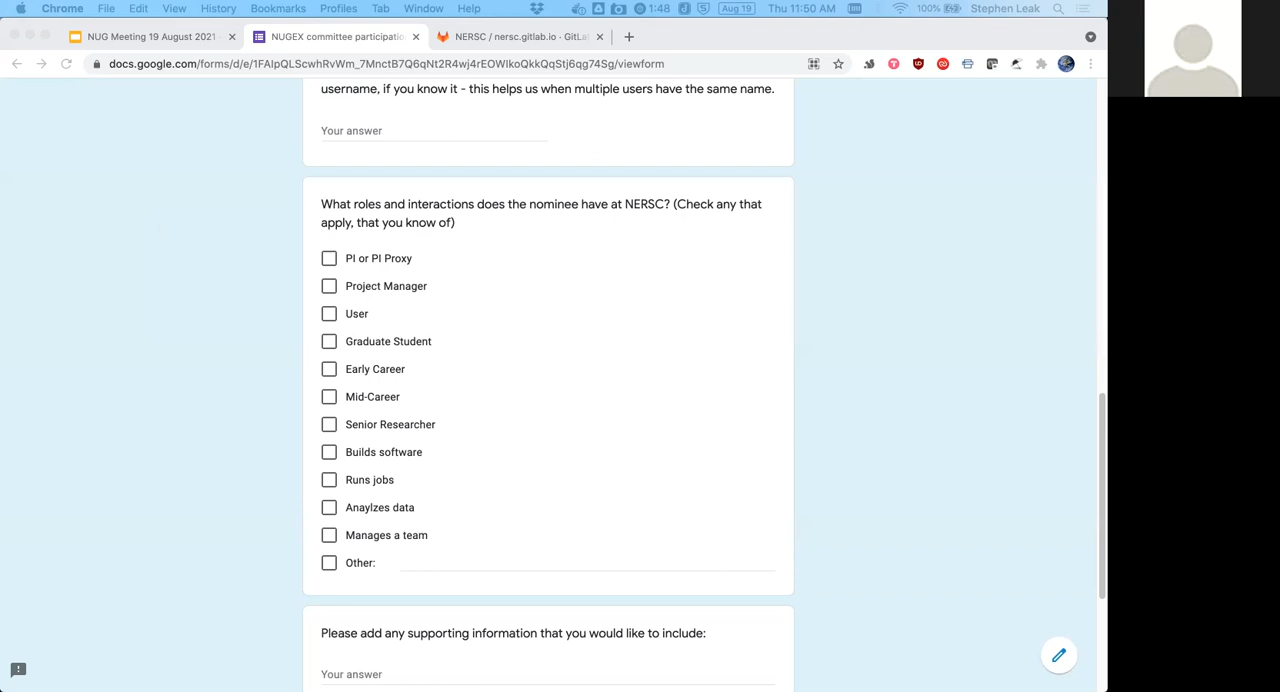 Chrome File Edit View History Bookmarks Profiles Tab Window Help 1:48 Aug 19 Thu 11:50 AM 100% Stephen Leak
NUG Meeting 19 August 2021 NUGEX committee participatio NERSC / nersc.gitlab.io · GitLa
docs.google.com/forms/d/e/1FAIpQLScwhRvWm_7MnctB7Q6qNt2R4wj4rEOWIkoQkkQqStj6qg74Sg/viewform
username, if you know it - this helps us when multiple users have the same name.
Your answer
What roles and interactions does the nominee have at NERSC? (Check any that
apply, that you know of)
PI or PI Proxy
Project Manager
User
Graduate Student
Early Career
Mid-Career
Senior Researcher
Builds software
Runs jobs
Anaylzes data
Manages a team
Other:
Please add any supporting information that you would like to include:
Your answer